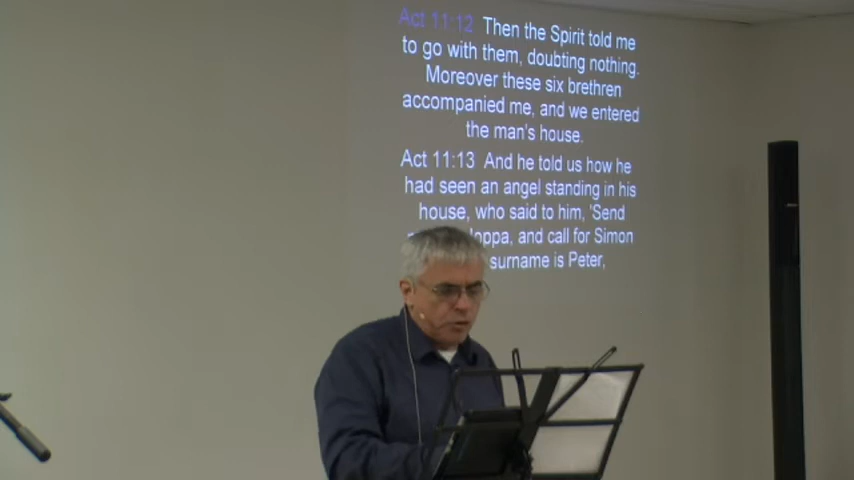 Act 11:12 Then the Spirit told me
to go with them, doubting nothing.
Moreover these six brethren
accompanied me, and we entered
the man's house.
Act 11:13 And he told us how he
had seen an angel standing in his
house, who said to him, 'Send
oppa, and call for Simon
surname is Peter,